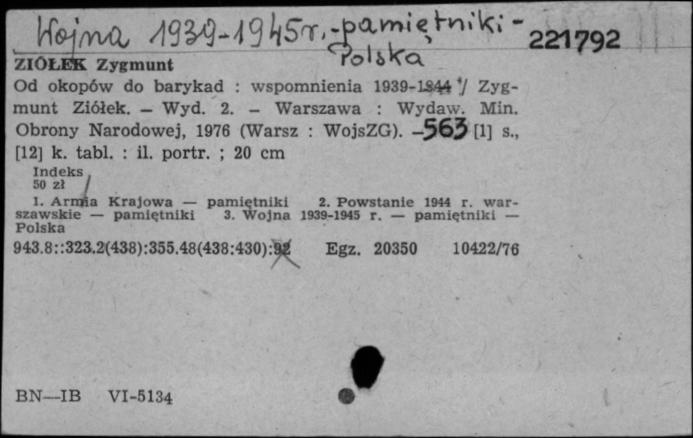 Wojna 1939-1945 r. - pamiętniki -
Polska
221792
ZIÓŁEK Zygmunt
Od okopów do barykad : wspomnienia 1939-1944 / Zyg-
munt Ziółek. — Wyd. 2. — Warszawa : Wydaw. Min.
Obrony Narodowej, 1976 (Warsz : WojsZG). — 563 [1] s.,
[12] k. tabl. : il. portr. ; 20 cm
Indeks
50 zł
1. Armia Krajowa — pamiętniki 2. Powstanie 1944 r. war-
szawskie — pamiętniki 3. Wojna 1939-1945 r. — pamiętniki —
Polska
943.8::323.2(438):355.48(438:430):92 Egz. 20350 10422/76
BN—IB VI-5134